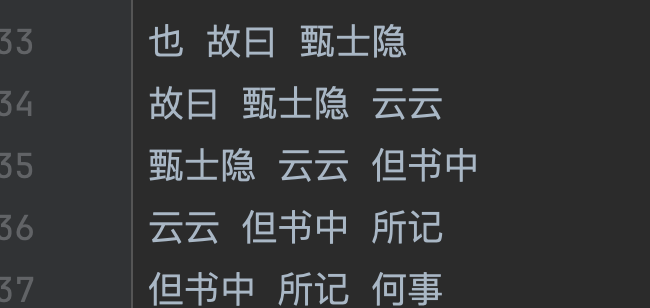 33 也 故曰 甄士隐
34 故曰 甄士隐 云云
35 甄士隐 云云 但书中
36 云云 但书中 所记
37 但书中 所记 何事